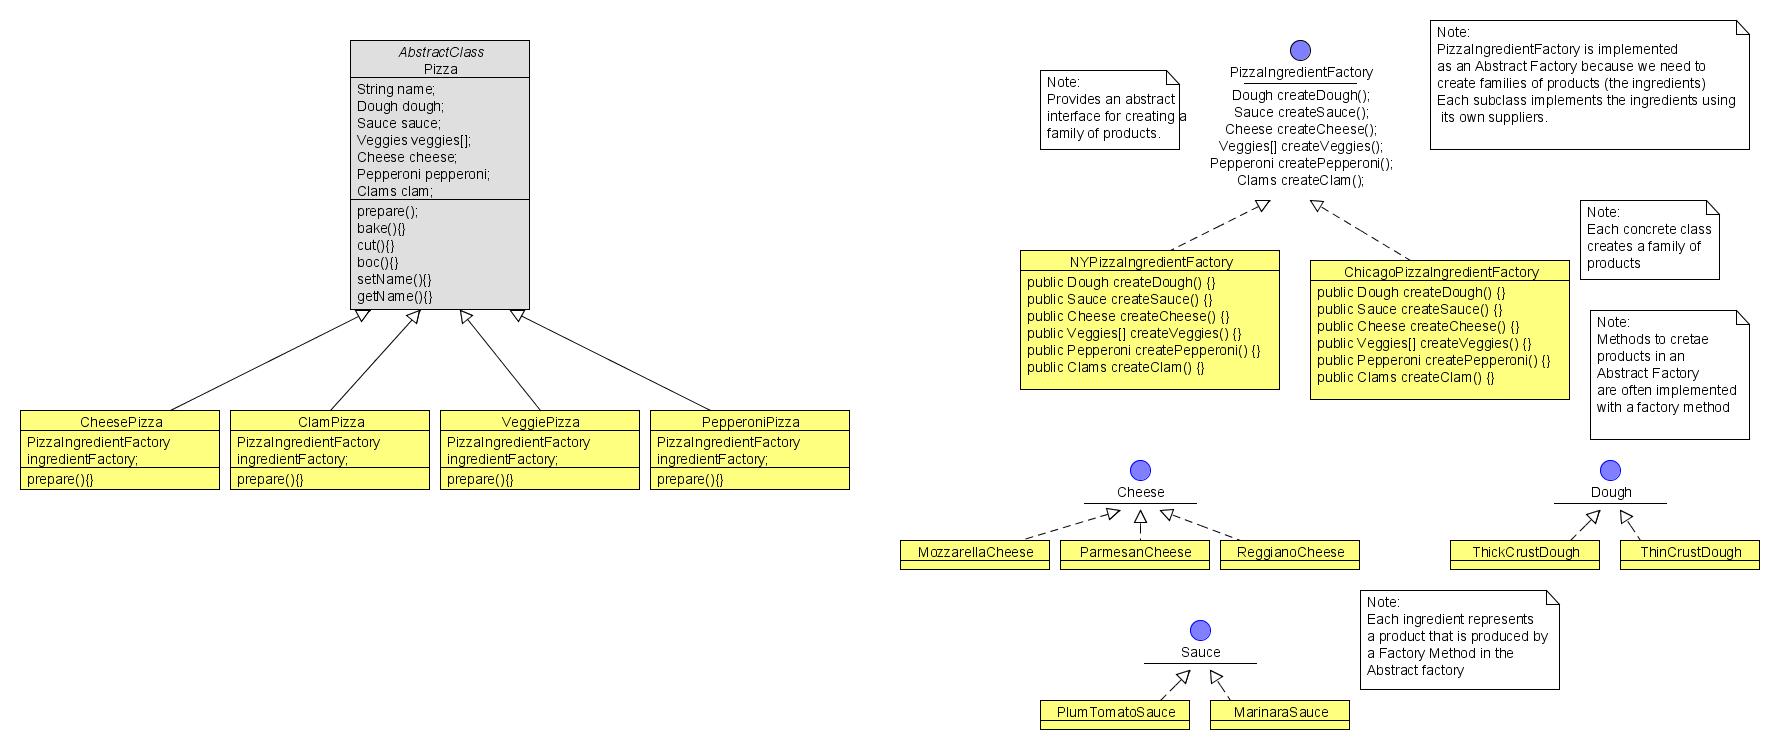 AbstractClass
Pizza
String name;
Dough dough;
Sauce sauce;
Veggies veggies[];
Cheese cheese;
Pepperoni pepperoni;
Clams clam;
prepare();
bake(){}
cut(){}
boc(){}
setName(){}
getName(){}
CheesePizza
PizzaIngredientFactory
ingredientFactory;
prepare(){}
ClamPizza
PizzaIngredientFactory
ingredientFactory;
prepare(){}
VeggiePizza
PizzaIngredientFactory
ingredientFactory;
prepare(){}
PepperoniPizza
PizzaIngredientFactory
ingredientFactory;
prepare(){}
Note:
Provides an abstract
interface for creating a
family of products.
PizzaIngredientFactory
Dough createDough();
Sauce createSauce();
Cheese createCheese();
Veggies[] createVeggies();
Pepperoni createPepperoni();
Clams createClam();
Note:
PizzaIngredientFactory is implemented
as an Abstract Factory because we need to
create families of products (the ingredients)
Each subclass implements the ingredients using
its own suppliers.
NYPizzaIngredientFactory
public Dough createDough() {}
public Sauce createSauce() {}
public Cheese createCheese() {}
public Veggies[] createVeggies() {}
public Pepperoni createPepperoni() {}
public Clams createClam() {}
ChicagoPizzaIngredientFactory
public Dough createDough() {}
public Sauce createSauce() {}
public Cheese createCheese() {}
public Veggies[] createVeggies() {}
public Pepperoni createPepperoni() {}
public Clams createClam() {}
Note:
Each concrete class
creates a family of
products
Note:
Methods to cretae
products in an
Abstract Factory
are often implemented
with a factory method
Cheese
MozzarellaCheese
ParmesanCheese
ReggianoCheese
Dough
ThickCrustDough
ThinCrustDough
Sauce
PlumTomatoSauce
MarinaraSauce
Note:
Each ingredient represents
a product that is produced by
a Factory Method in the
Abstract factory